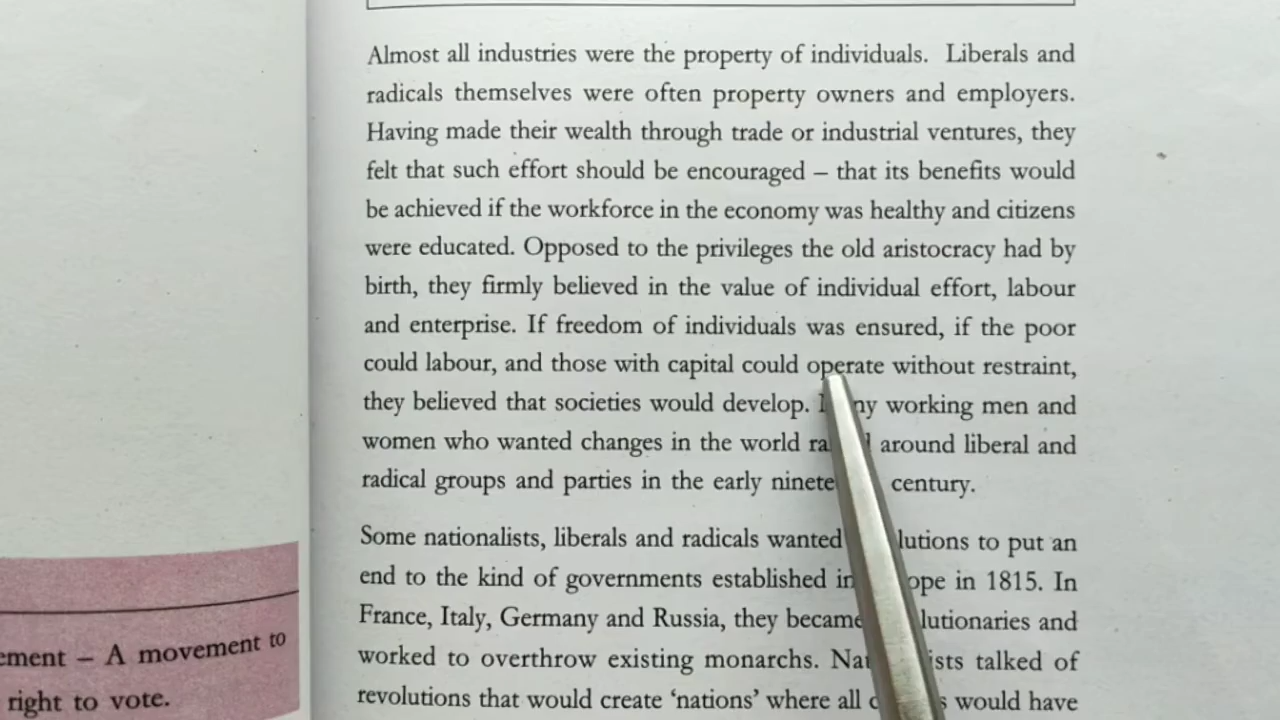 Almost all industries were the property of individuals. Liberals and
radicals themselves were often property owners and employers.
Having made their wealth through trade or industrial ventures, they
felt that such effort should be encouraged – that its benefits would
be achieved if the workforce in the economy was healthy and citizens
were educated. Opposed to the privileges the old aristocracy had by
birth, they firmly believed in the value of individual effort, labour
and enterprise. If freedom of individuals was ensured, if the poor
could labour, and those with capital could operate without restraint,
they believed that societies would develop. working men and
women who wanted changes in the world around liberal and
radical groups and parties in the early century.
Some nationalists, liberals and radicals wanted to put an
end to the kind of governments established in 1815. In
France, Italy, Germany and Russia, they became and
worked to overthrow existing monarchs. talked of
revolutions that would create ‘nations’ where all would have
ement – A movement to
right to vote.